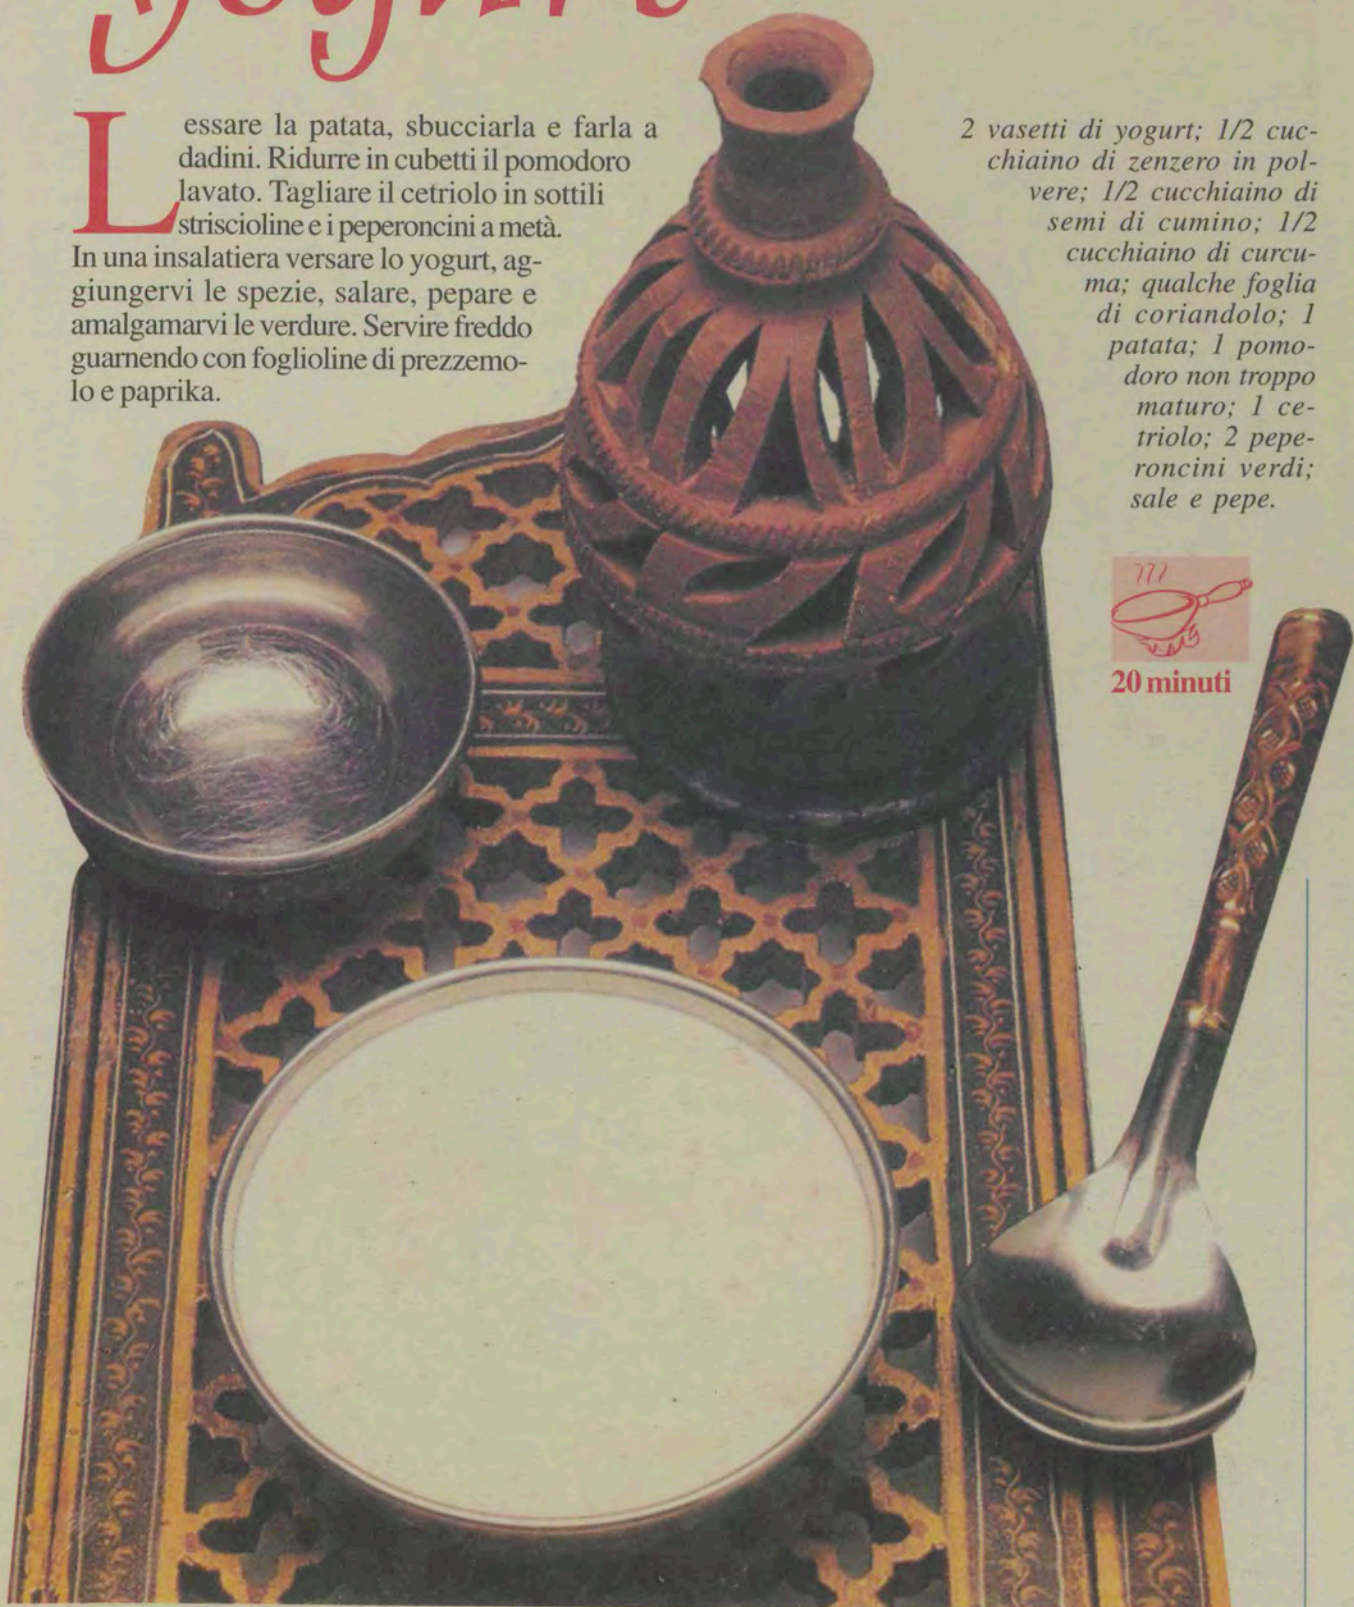 yogurt
Lessare la patata, sbucciarla e farla a
dadini. Ridurre in cubetti il pomodoro
lavato. Tagliare il cetriolo in sottili
striscioline e i peperoncini a metà.
In una insalatiera versare lo yogurt, ag-
giungervi le spezie, salare, pepare e
amalgamarvi le verdure. Servire freddo
guarnendo con foglioline di prezzemo-
lo e paprika.
2 vasetti di yogurt; 1/2 cuc-
chiaino di zenzero in pol-
vere; 1/2 cucchiaino di
semi di cumino; 1/2
cucchiaino di curcu-
ma; qualche foglia
di coriandolo; 1
patata; 1 pomo-
doro non troppo
maturo; 1 ce-
triolo; 2 pepe-
roncini verdi;
sale e pepe.
20 minuti